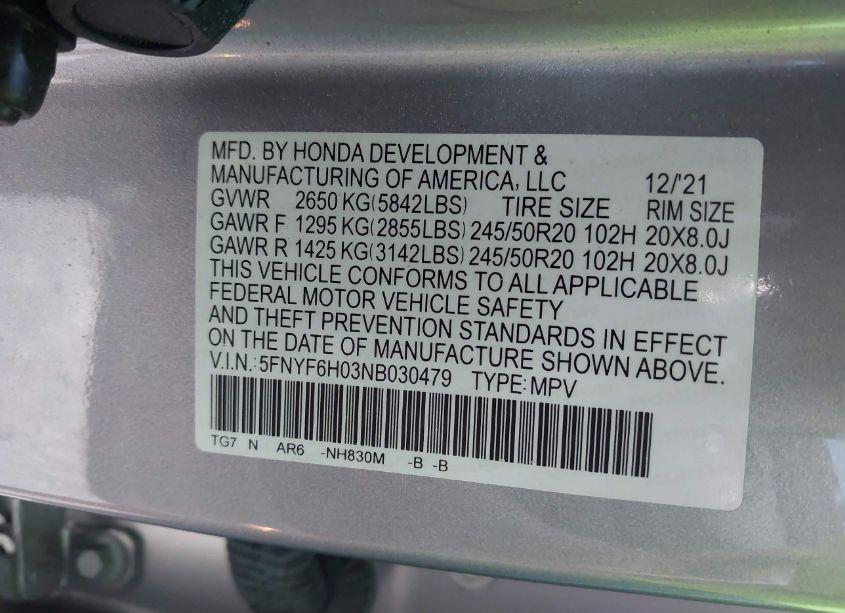 MFD. BY HONDA DEVELOPMENT &
MANUFACTURING OF AMERICA, LLC 12/'21
GVWR 2650 KG(5842LBS) TIRE SIZE RIM SIZE
GAWR F 1295 KG(2855LBS) 245/50R20 102H 20X8.0J
GAWR R 1425 KG(3142LBS) 245/50R20 102H 20X8.0J
THIS VEHICLE CONFORMS TO ALL APPLICABLE
FEDERAL MOTOR VEHICLE SAFETY
AND THEFT PREVENTION STANDARDS IN EFFECT
ON THE DATE OF MANUFACTURE SHOWN ABOVE.
V.I.N.: 5FNYF6H03NB030479 TYPE: MPV
TG7 N AR6 -NH830M -B -B